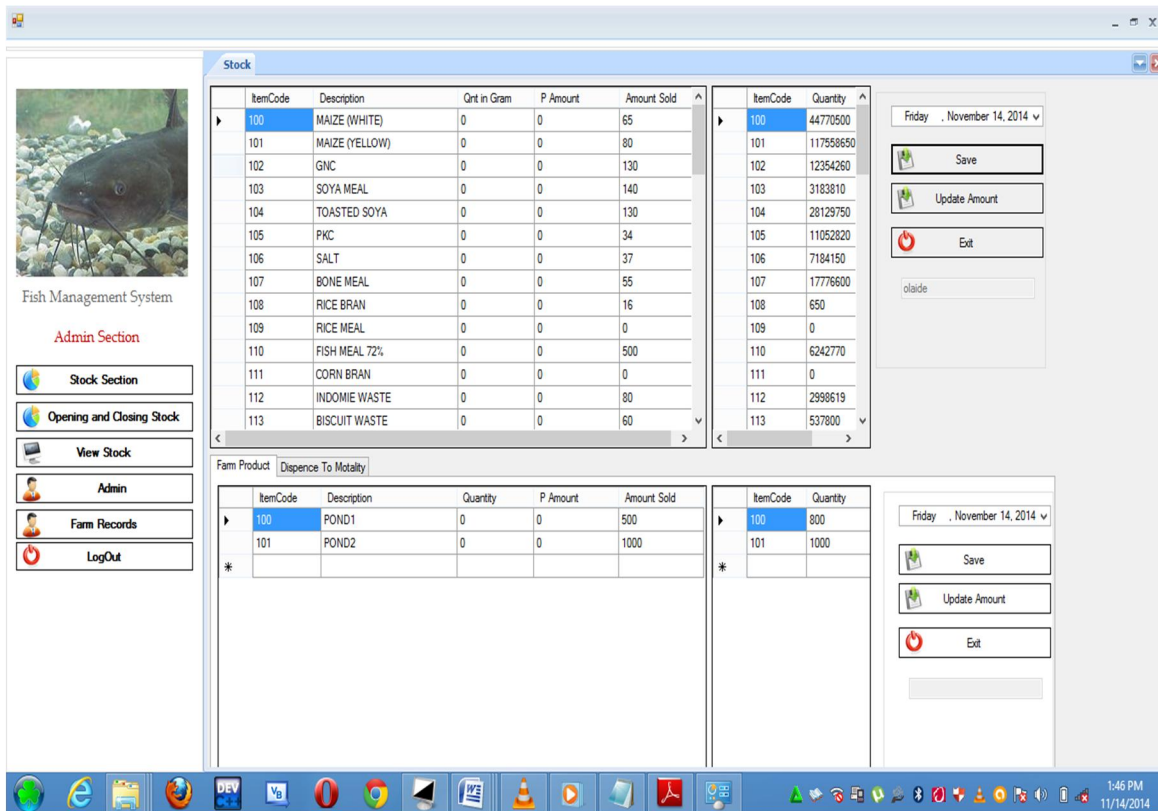 Stock
ItemCode Description Qnt in Gram P Amount Amount Sold
100 MAIZE (WHITE) 0 0 65
101 MAIZE (YELLOW) 0 0 80
102 GNC 0 0 130
103 SOYA MEAL 0 0 140
104 TOASTED SOYA 0 0 130
105 PKC 0 0 34
106 SALT 0 0 37
107 BONE MEAL 0 0 55
108 RICE BRAN 0 0 16
109 RICE MEAL 0 0 0
110 FISH MEAL 72% 0 0 500
111 CORN BRAN 0 0 0
112 INDOMIE WASTE 0 0 80
113 BISCUIT WASTE 0 0 60
ItemCode Quantity
100 44770500
101 117558650
102 12354260
103 3183810
104 28129750
105 11052820
106 7184150
107 17776600
108 650
109 0
110 6242770
111 0
112 2998619
113 537800
Friday , November 14, 2014
Save
Update Amount
Exit
olaide
Fish Management System
Admin Section
Stock Section
Opening and Closing Stock
View Stock
Admin
Farm Records
LogOut
Farm Product Dispence To Motality
ItemCode Description Quantity P Amount Amount Sold
100 POND1 0 0 500
101 POND2 0 0 1000
ItemCode Quantity
100 800
101 1000
Friday , November 14, 2014
Save
Update Amount
Exit
DEV C++
VB
1:46 PM
11/14/2014